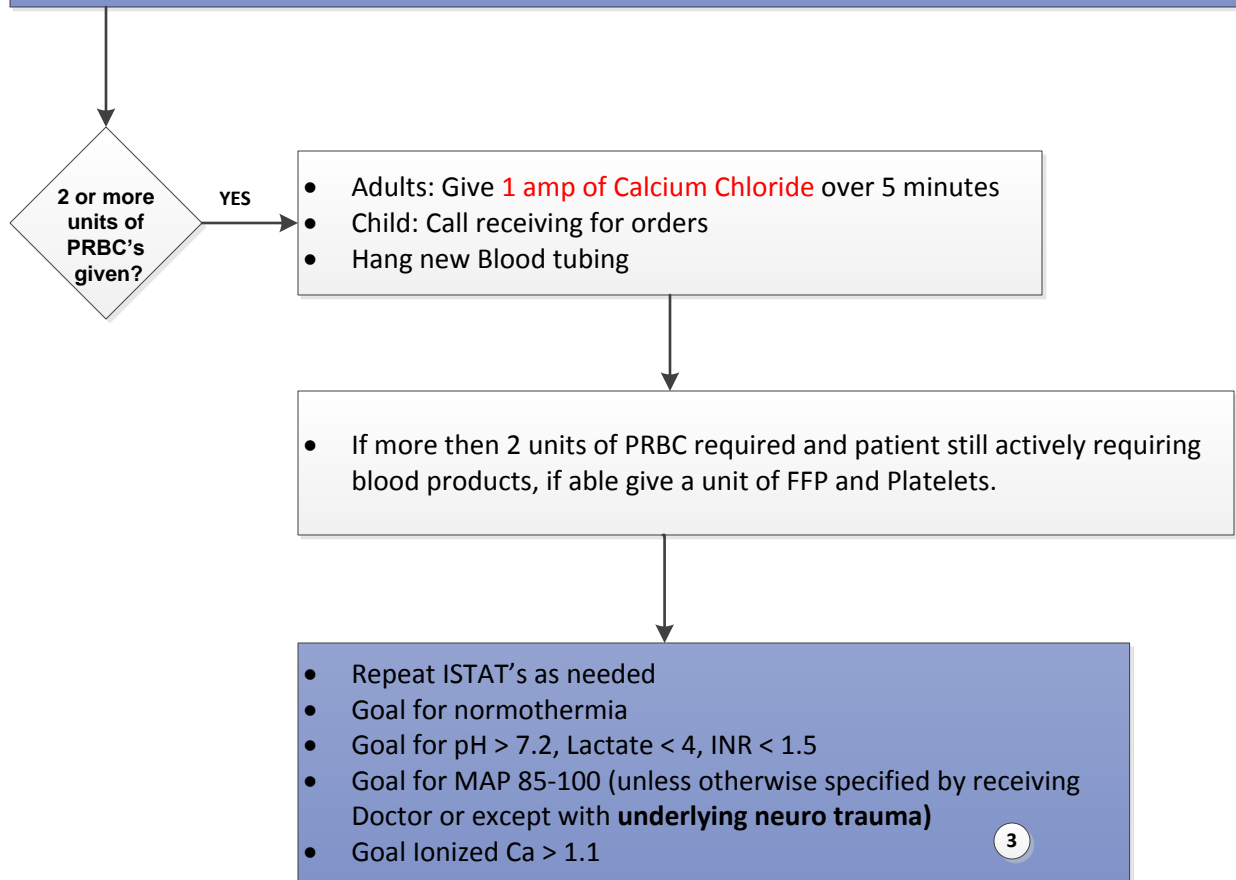 2 or more
units of
PRBC's
given?
YES
• Adults: Give 1 amp of Calcium Chloride over 5 minutes
• Child: Call receiving for orders
• Hang new Blood tubing
• If more then 2 units of PRBC required and patient still actively requiring
blood products, if able give a unit of FFP and Platelets.
• Repeat ISTAT's as needed
• Goal for normothermia
• Goal for pH > 7.2, Lactate < 4, INR < 1.5
• Goal for MAP 85-100 (unless otherwise specified by receiving
Doctor or except with underlying neuro trauma)
• Goal Ionized Ca > 1.1
3